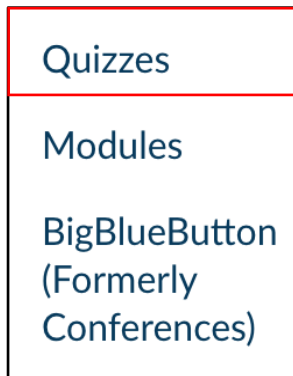 Quizzes
Modules
BigBlueButton
(Formerly
Conferences)